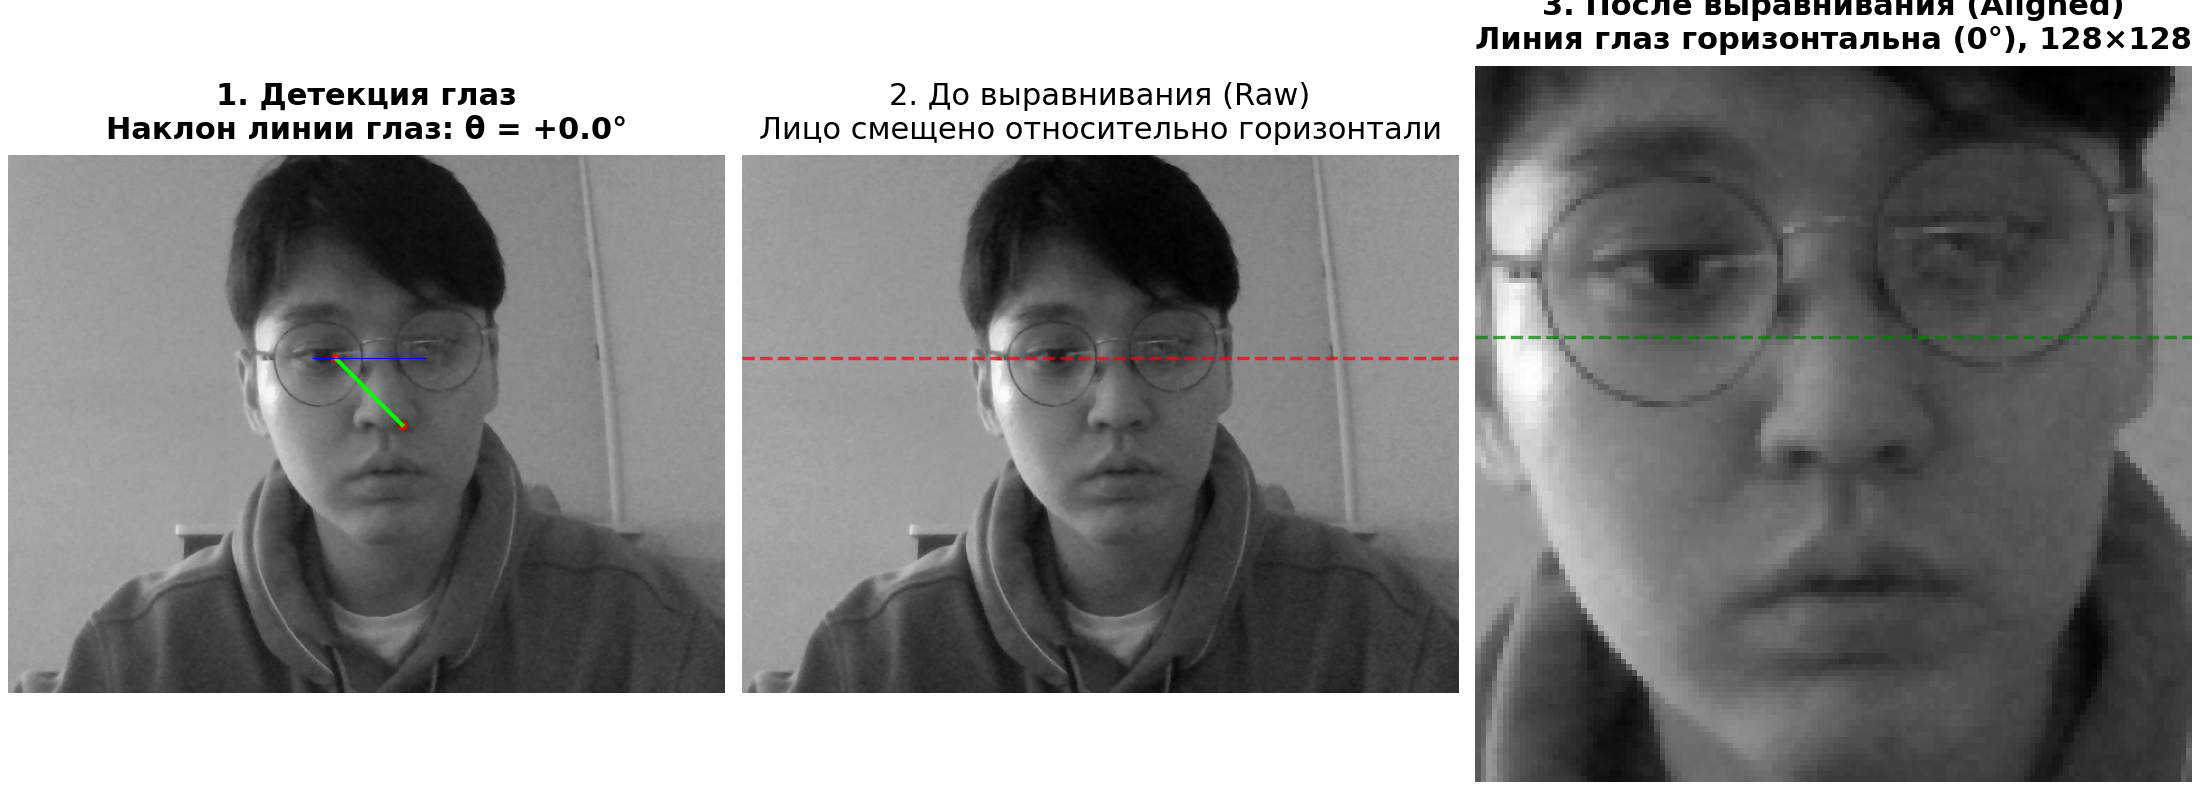 1. Детекция глаз
Наклон линии глаз: θ = +0.0°
2. До выравнивания (Raw)
Лицо смещено относительно горизонтали
3. После выравнивания (Aligned)
Линия глаз горизонтальна (0°), 128×128